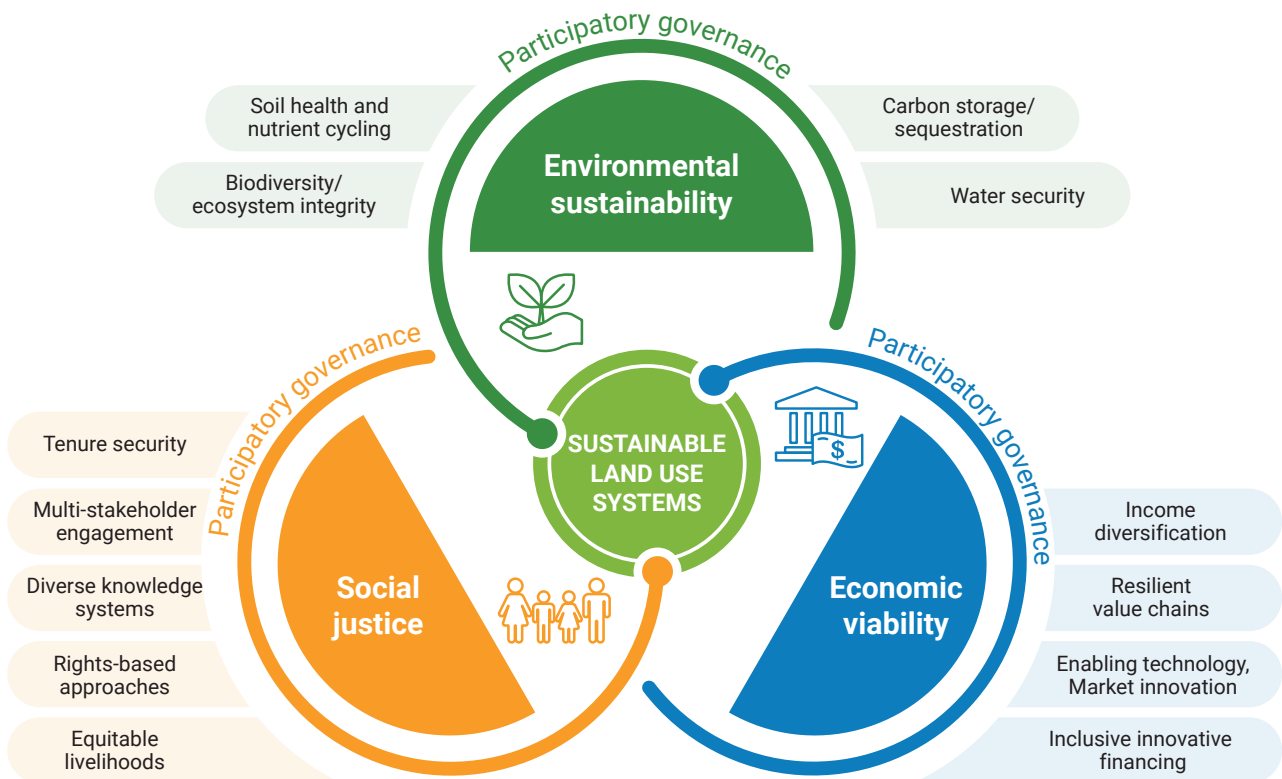 Participatory governance
Soil health and
nutrient cycling
Biodiversity/
ecosystem integrity
Environmental
sustainability
Carbon storage/
sequestration
Water security
Participatory governance
Tenure security
Multi-stakeholder
engagement
Diverse knowledge
systems
Rights-based
approaches
Equitable
livelihoods
Social
justice
SUSTAINABLE
LAND USE
SYSTEMS
Participatory governance
$
Economic
viability
Income
diversification
Resilient
value chains
Enabling technology,
Market innovation
Inclusive innovative
financing